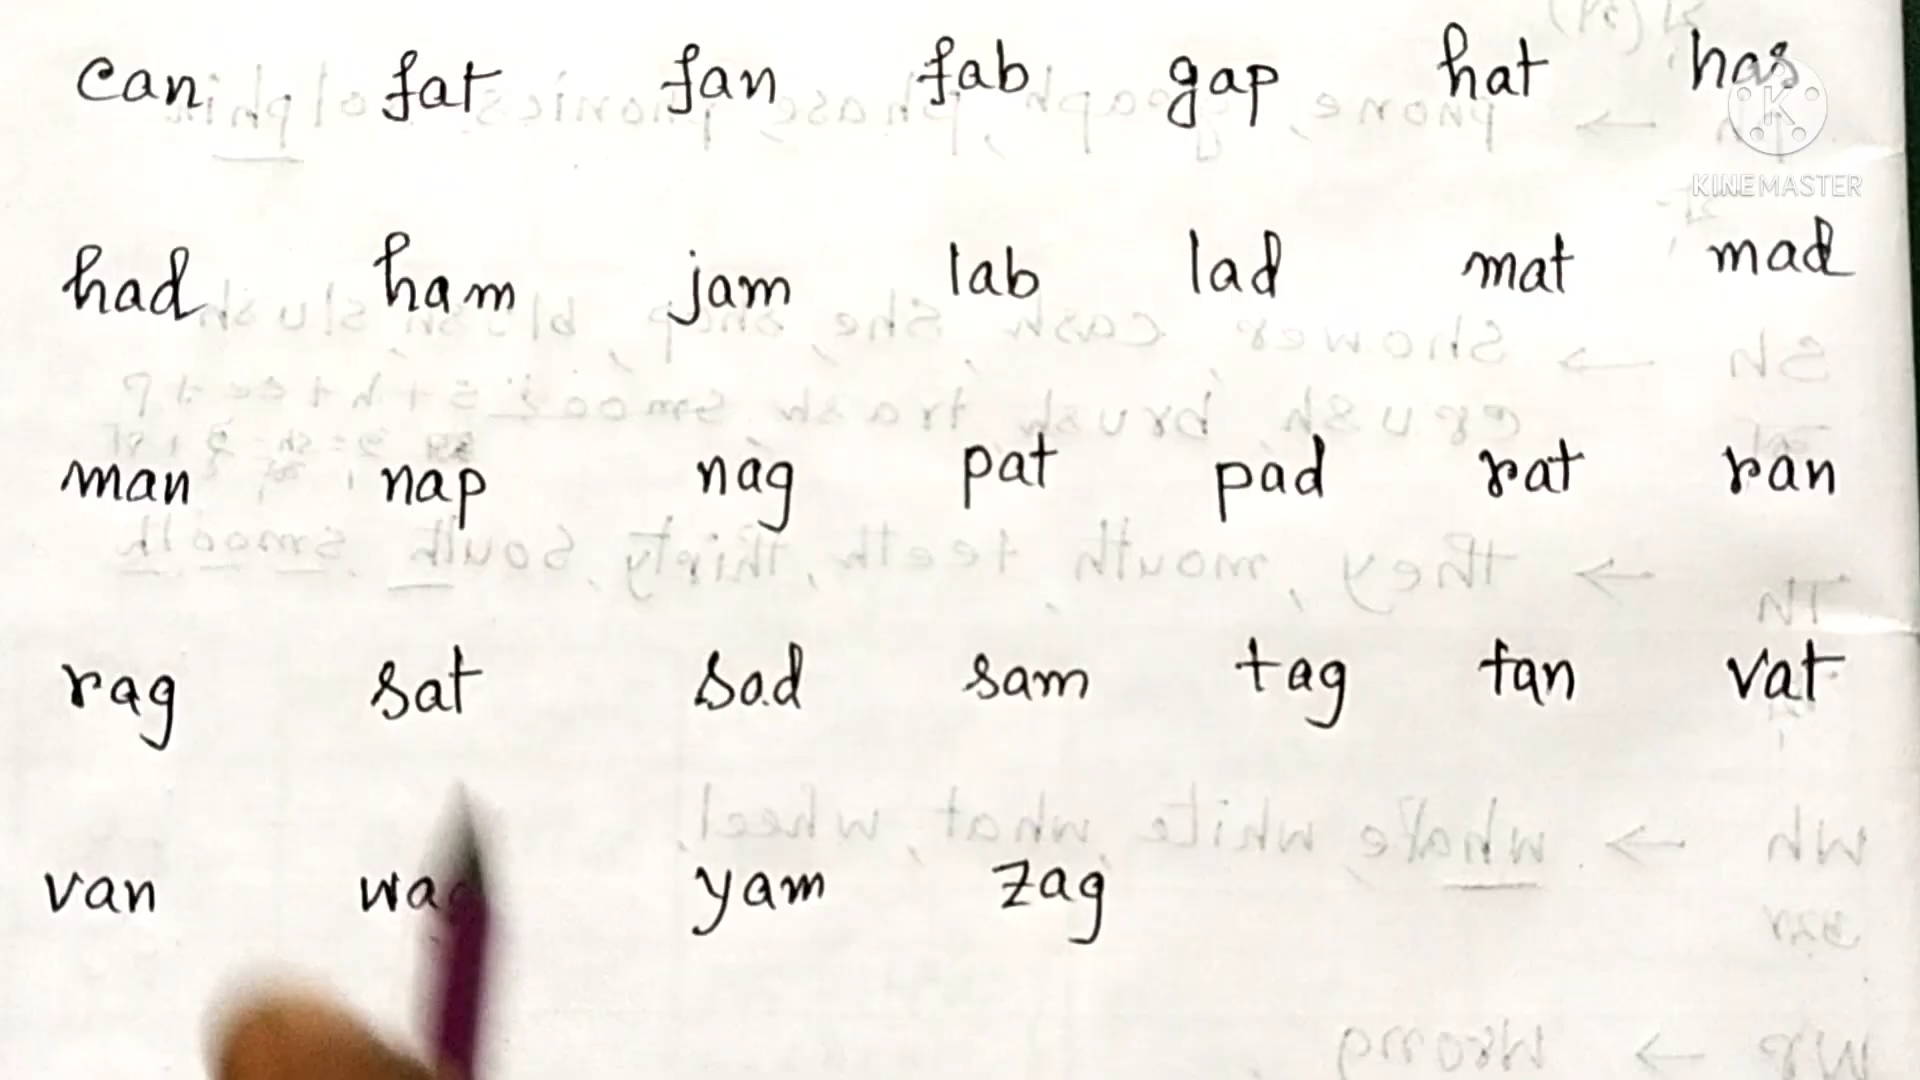 can fat fan fab gap hat has
KINEMASTER
had ham jam lab lad mat mad
man nap nag pat pad rat ran
rag sat sad sam tag tan vat
van yam zag